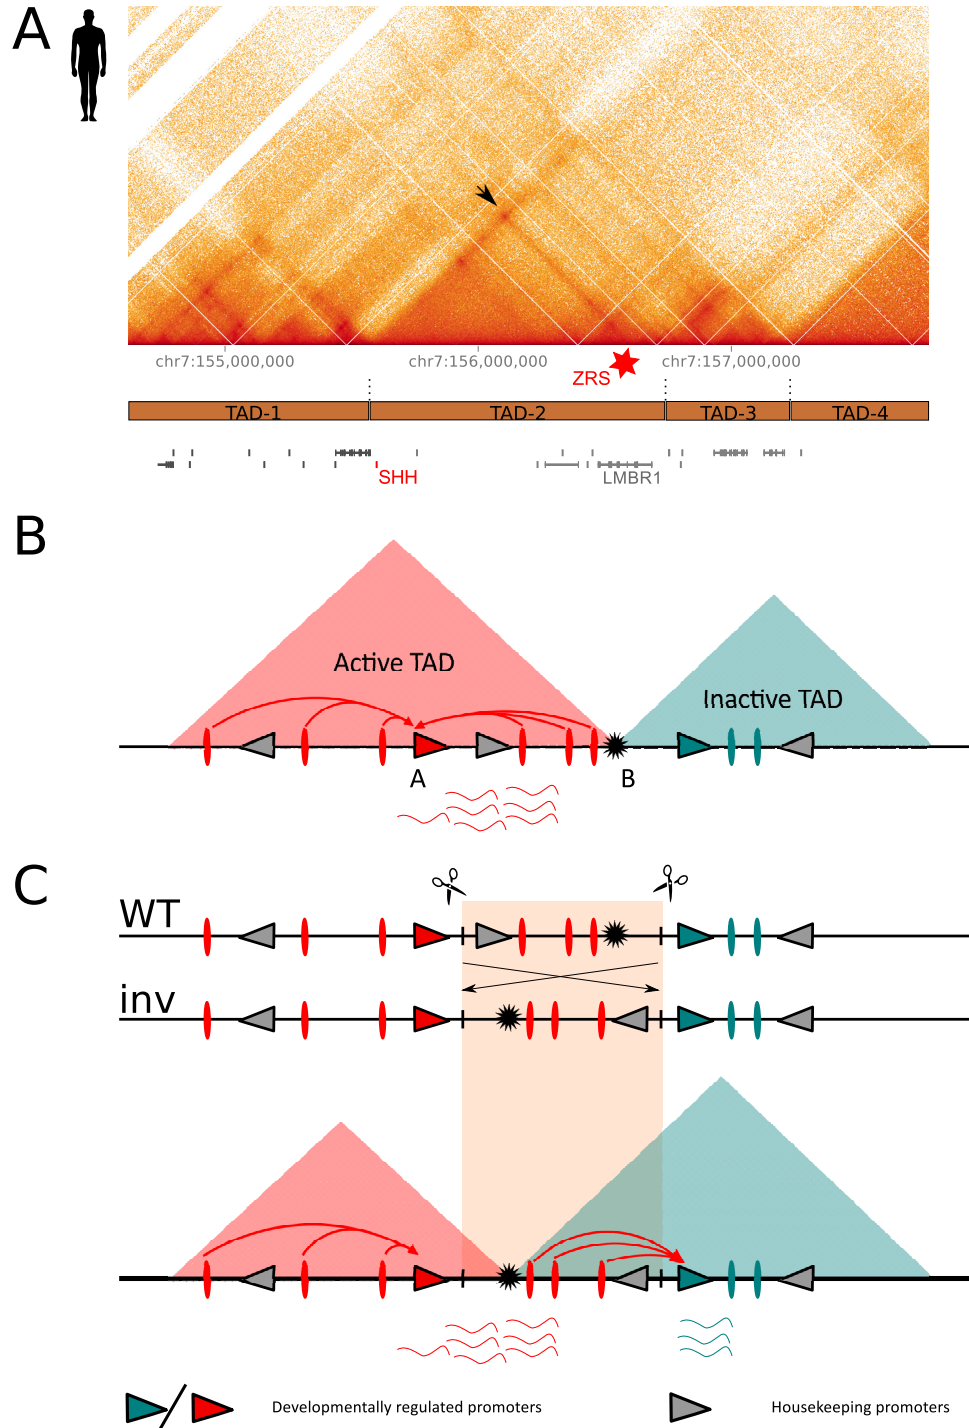 A
chr7:155,000,000 chr7:156,000,000 chr7:157,000,000
ZRS
TAD-1 TAD-2 TAD-3 TAD-4
SHH LMBR1
B
Active TAD
Inactive TAD
A B
C
WT
inv
Developmentally regulated promoters Housekeeping promoters